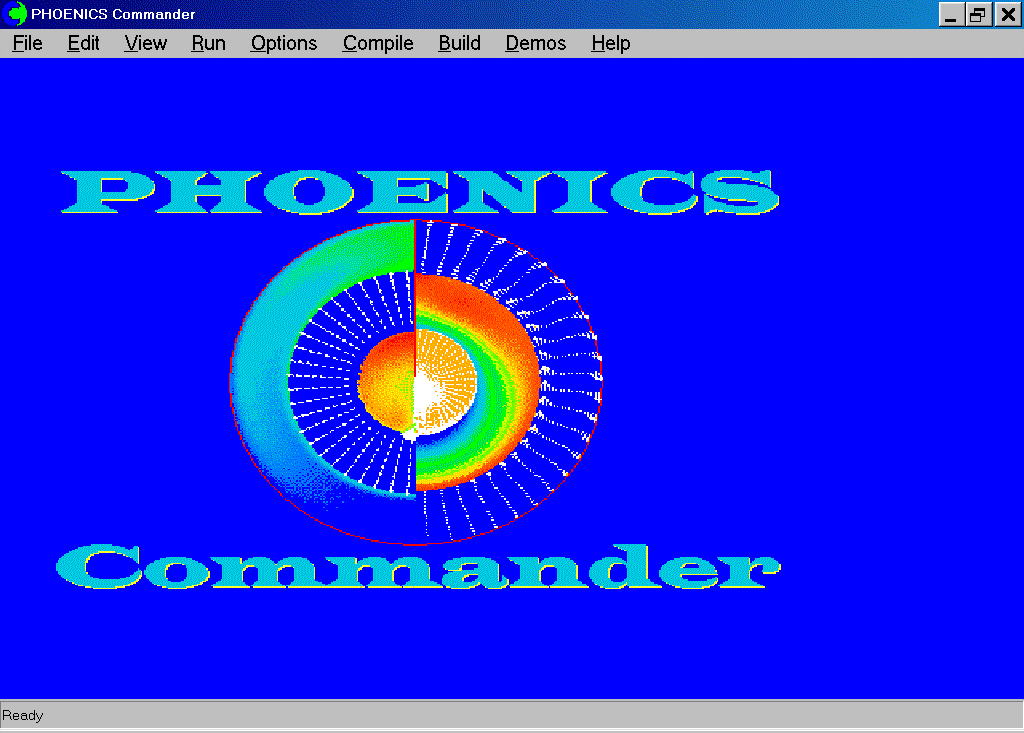 PHOENICS Commander
File Edit View Run Options Compile Build Demos Help
PHOENICS
Commander
Ready